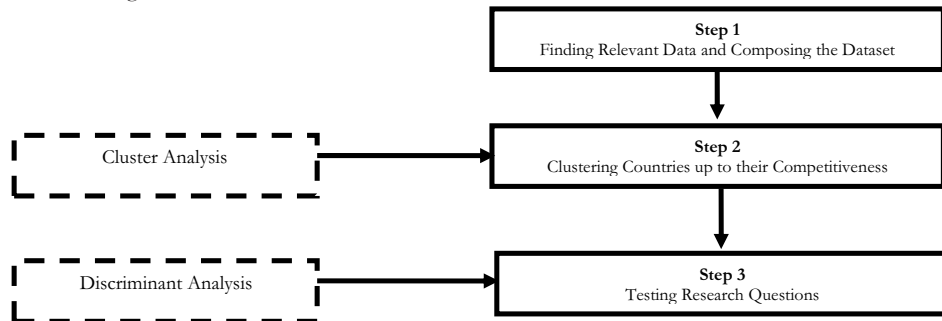 Step 1
Finding Relevant Data and Composing the Dataset
Cluster Analysis
Step 2
Clustering Countries up to their Competitiveness
Discriminant Analysis
Step 3
Testing Research Questions